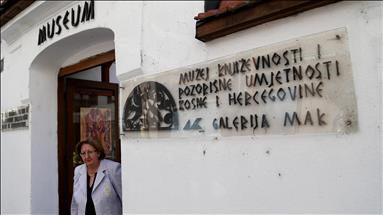 MUSEUM
MUZEJ KNJIŽEVNOSTI I
POZORIŠNE UMJETNOSTI
BOSNE I HERCEGOVINE
GALERIJA MAK